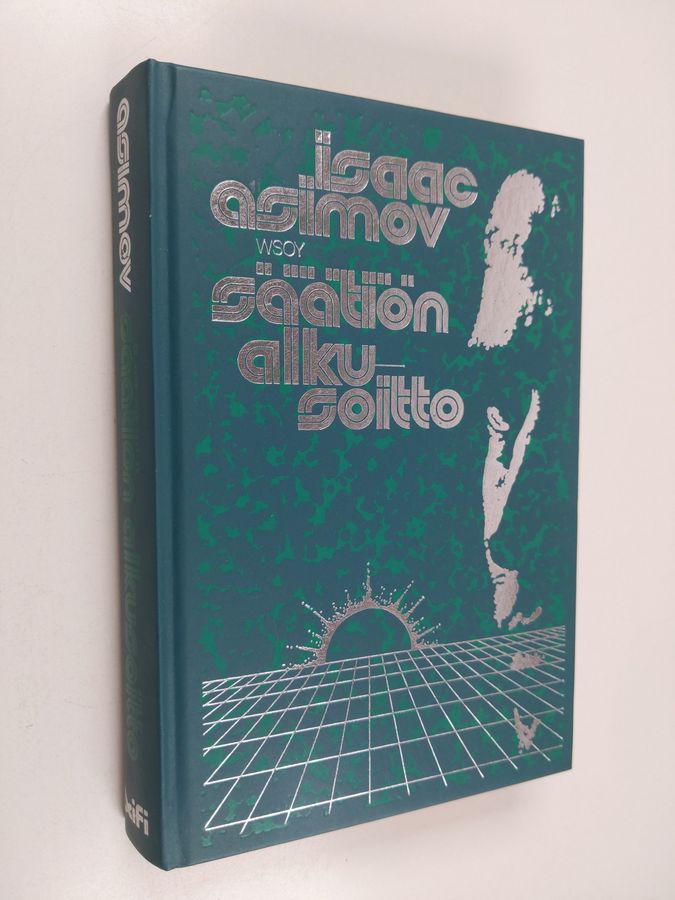 isaac
asimov
WSOY
säätiön
alku—
soitto
asimov
säätiön alkusoitto
scifi